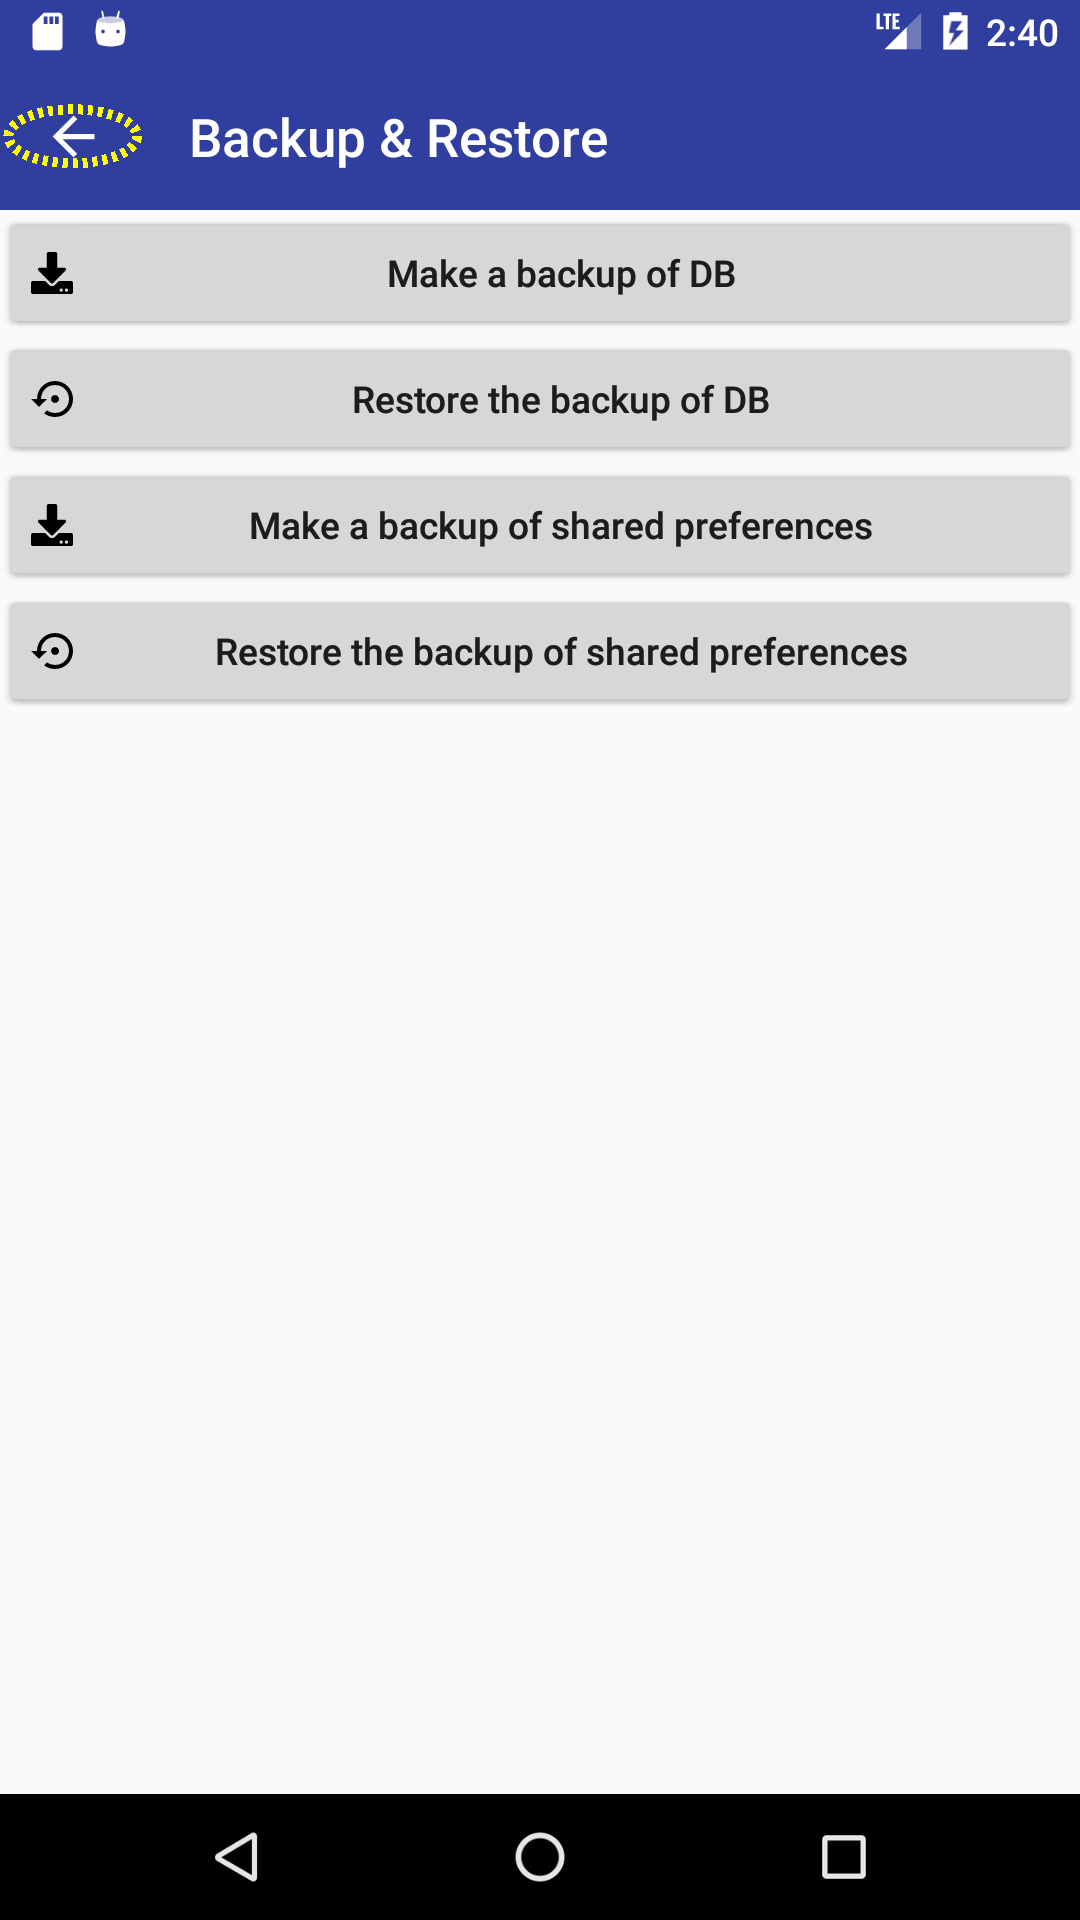 LTE 2:40
Backup & Restore
Make a backup of DB
Restore the backup of DB
Make a backup of shared preferences
Restore the backup of shared preferences